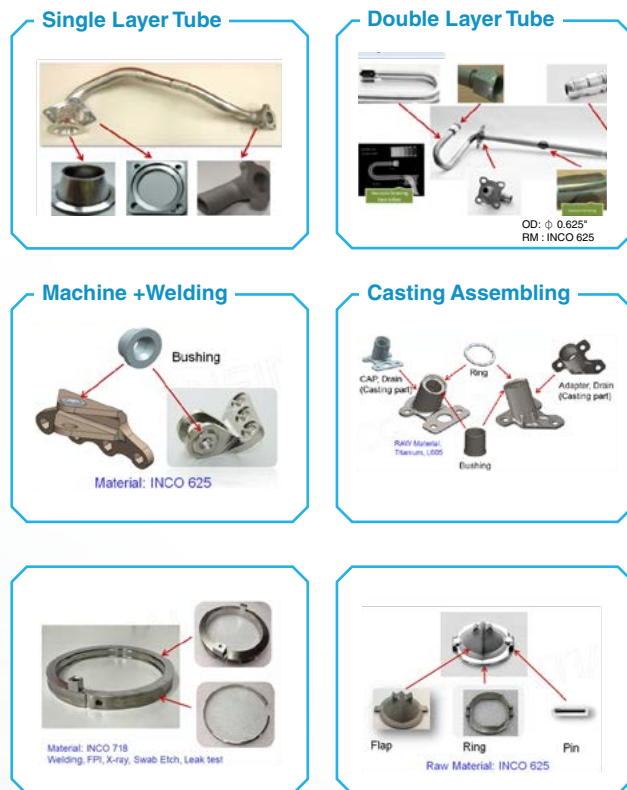 Single Layer Tube
Double Layer Tube
OD: ϕ 0.625"
RM : INCO 625
Machine +Welding
Bushing
Material: INCO 625
Casting Assembling
CAP, Drain
(Casting part)
Ring
Adapter, Drain
(Casting part)
RAW Material,
Titanium, L605
Bushing
Material: INCO 718
Welding, FPI, X-ray, Swab Etch, Leak test
Flap
Ring
Pin
Raw Material: INCO 625